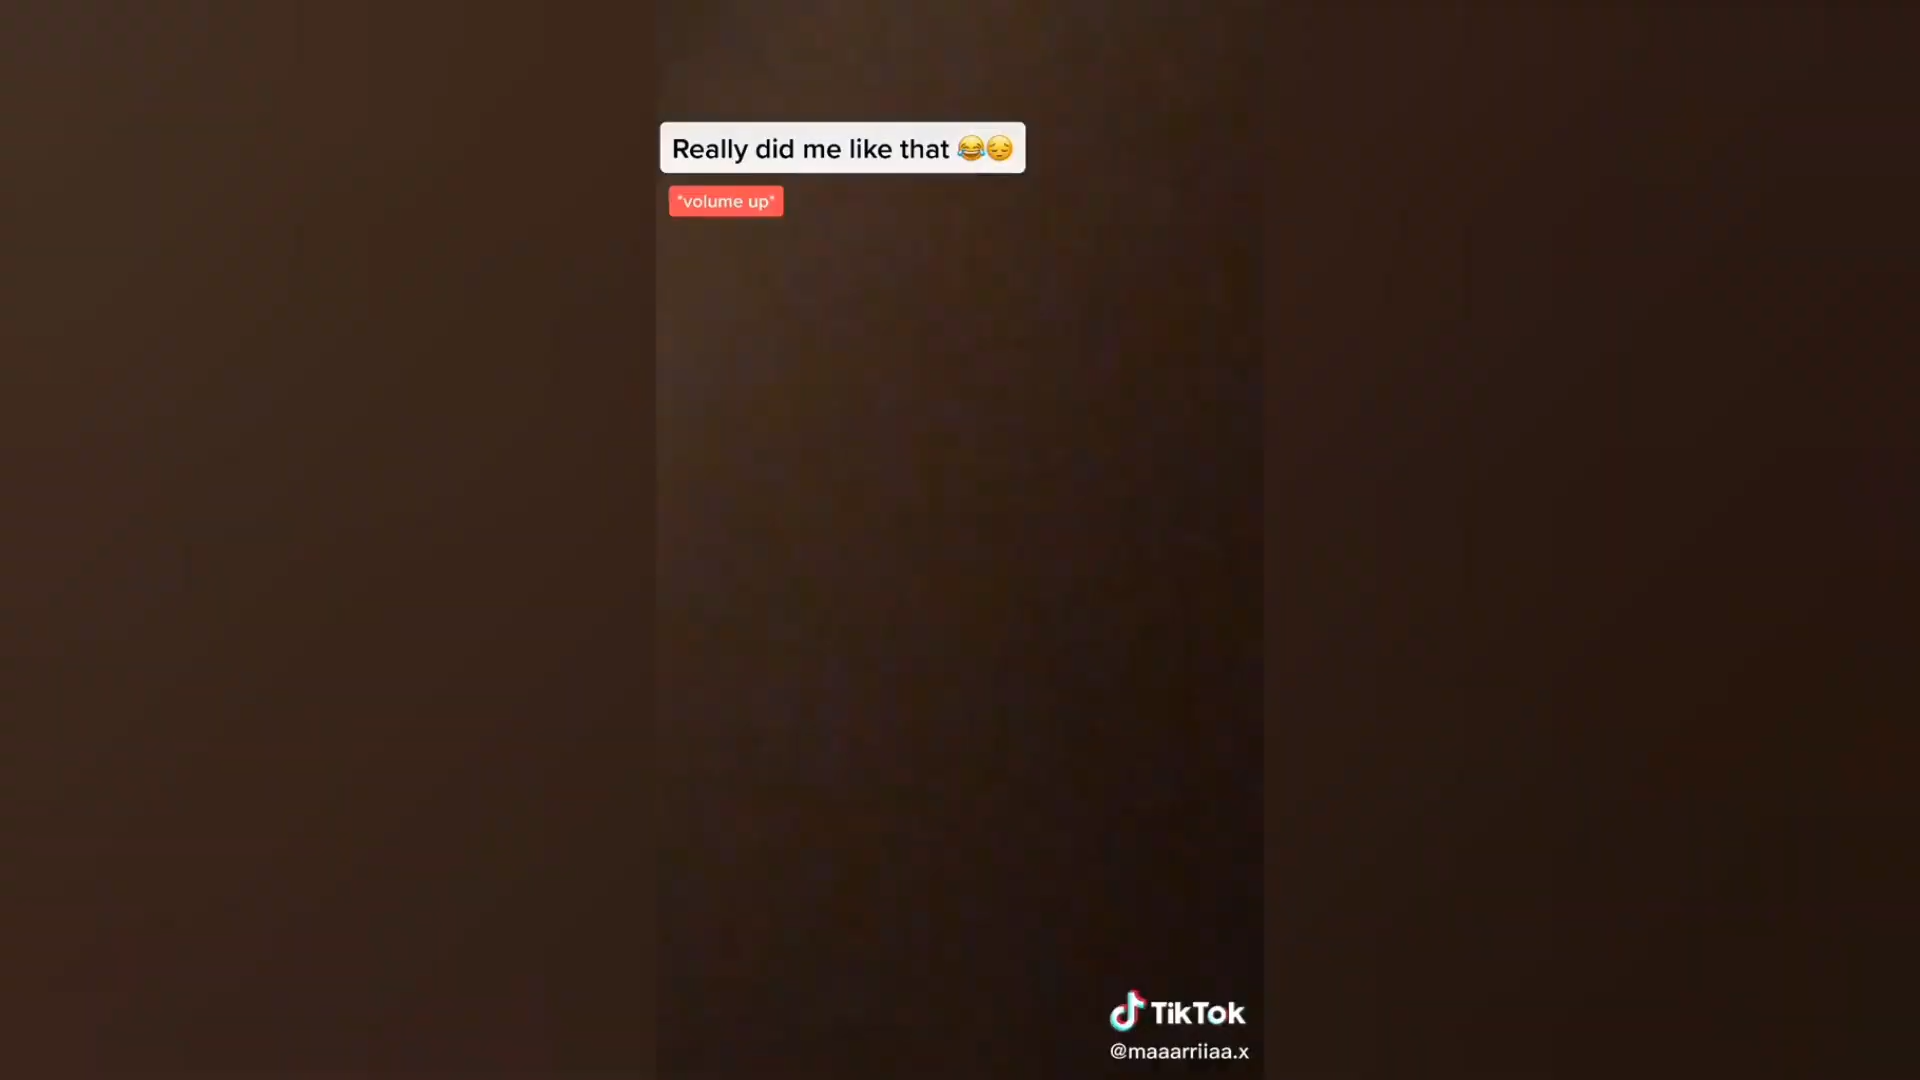 Really did me like that 😂😔
*volume up*
TikTok
@maaarriiaa.x